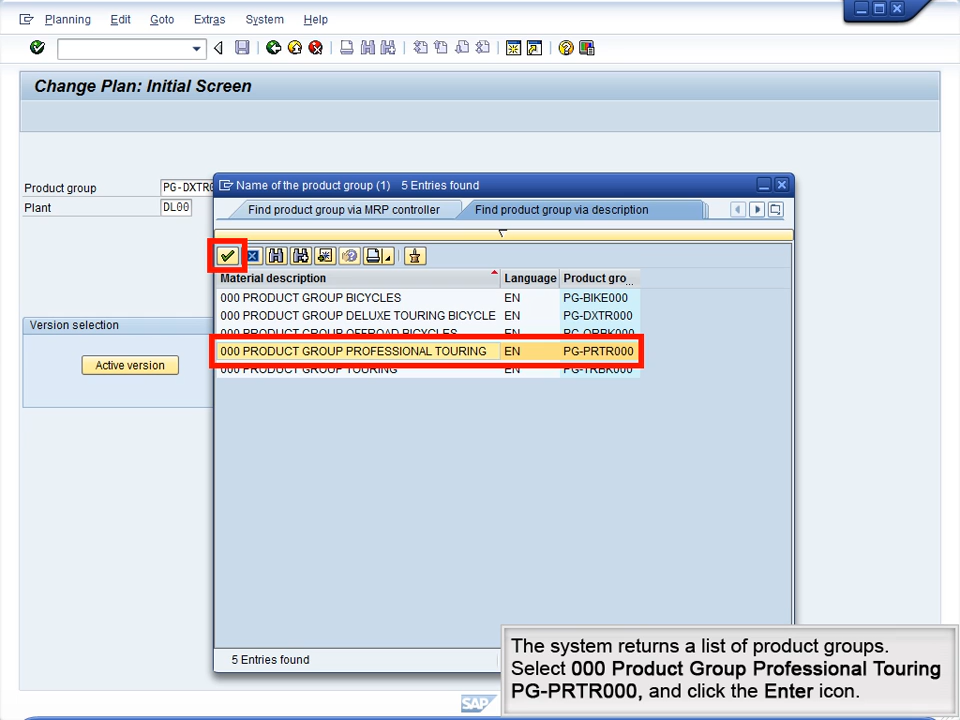 Planning Edit Goto Extras System Help
Change Plan: Initial Screen
Product group PG-DXTR0
Plant DL00
Name of the product group (1) 5 Entries found
Find product group via MRP controller Find product group via description
Material description Language Product gro...
000 PRODUCT GROUP BICYCLES EN PG-BIKE000
000 PRODUCT GROUP DELUXE TOURING BICYCLE EN PG-DXTR000
000 PRODUCT GROUP OFFROAD BICYCLES EN PG-ORBK000
000 PRODUCT GROUP PROFESSIONAL TOURING EN PG-PRTR000
000 PRODUCT GROUP TOURING EN PG-TRBK000
Version selection
Active version
5 Entries found
The system returns a list of product groups.
Select 000 Product Group Professional Touring
PG-PRTR000, and click the Enter icon.
SAP